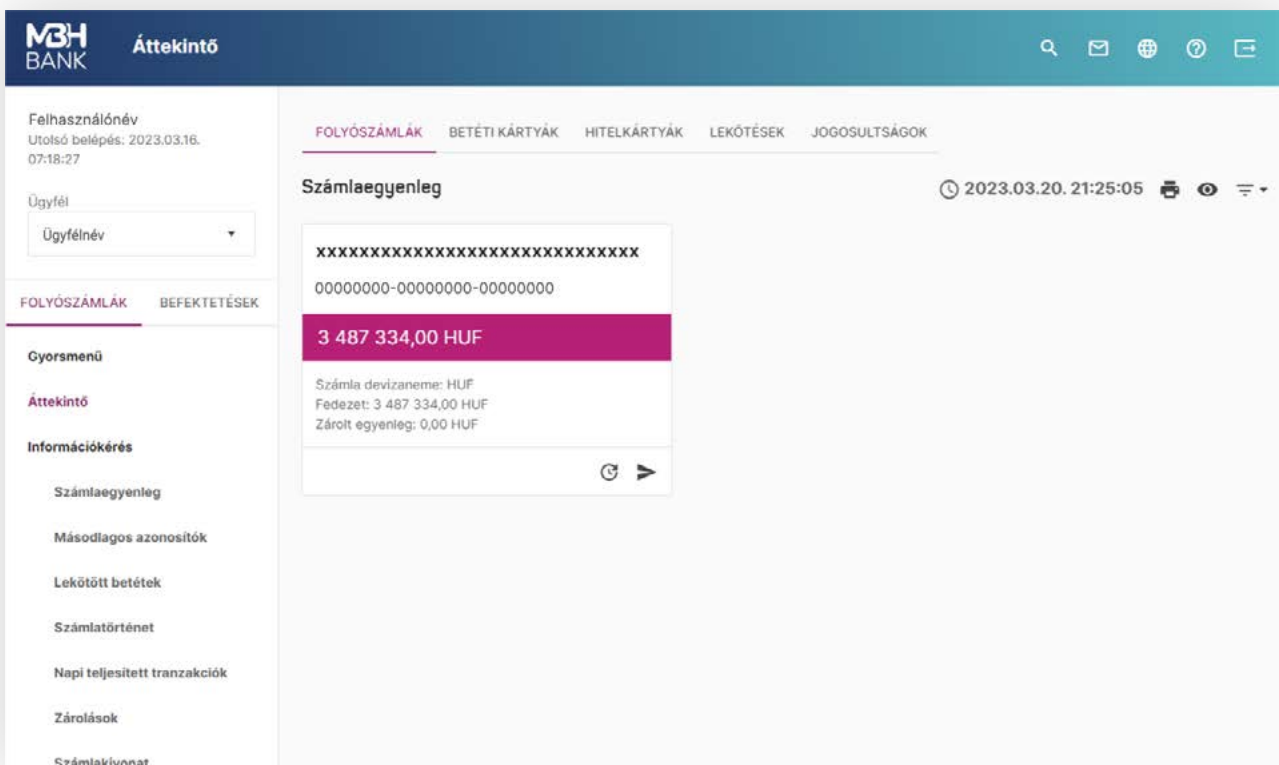 MBH
BANK
Áttekintő
Felhasználónév
Utolsó belépés: 2023.03.16.
07:18:27
Ügyfél
Ügyfélnév
FOLYÓSZÁMLÁK BEFEKTETÉSEK
Gyorsmenü
Áttekintő
Információkérés
Számlaegyenleg
Másodlagos azonosítók
Lekötött betétek
Számlatörténet
Napi teljesített tranzakciók
Zárolások
Számlakivonat
FOLYÓSZÁMLÁK BETÉTI KÁRTYÁK HITELKÁRTYÁK LEKÖTÉSEK JOGOSULTSÁGOK
Számlaegyenleg
2023.03.20. 21:25:05
xxxxxxxxxxxxxxxxxxxxxxxxxxxxxx
00000000-00000000-00000000
3 487 334,00 HUF
Számla devizaneme: HUF
Fedezet: 3 487 334,00 HUF
Zárolt egyenleg: 0,00 HUF